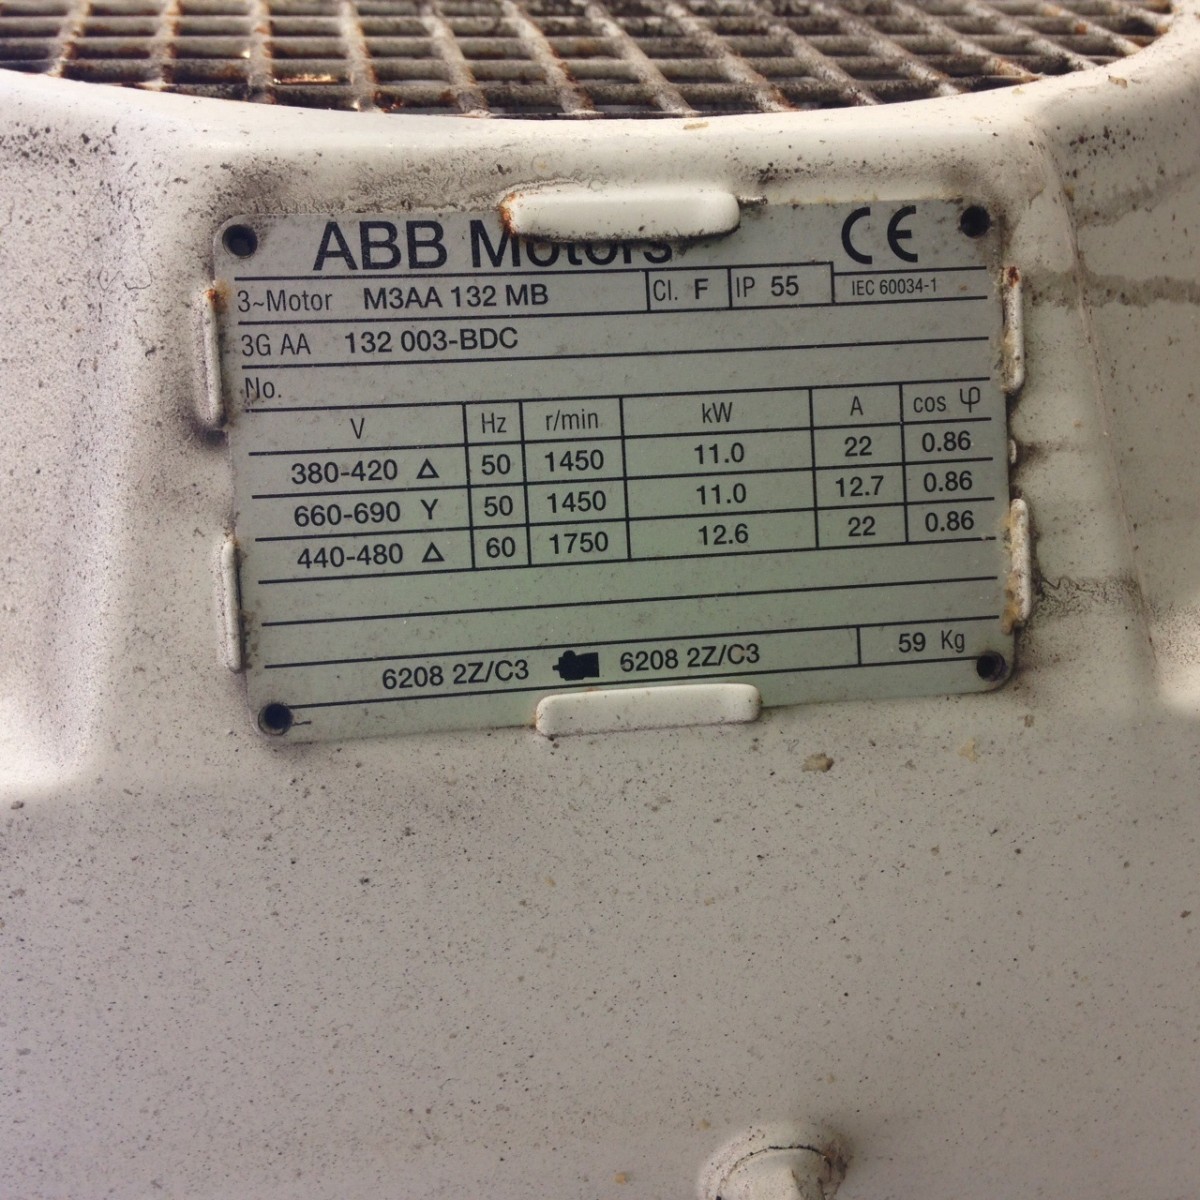 ABB Motors CE
3~Motor M3AA 132 MB Cl. F IP 55 IEC 60034-1
3G AA 132 003-BDC
No.
V Hz r/min kW A cos φ
380-420 Δ 50 1450 11.0 22 0.86
660-690 Y 50 1450 11.0 12.7 0.86
440-480 Δ 60 1750 12.6 22 0.86
6208 2Z/C3 6208 2Z/C3 59 Kg